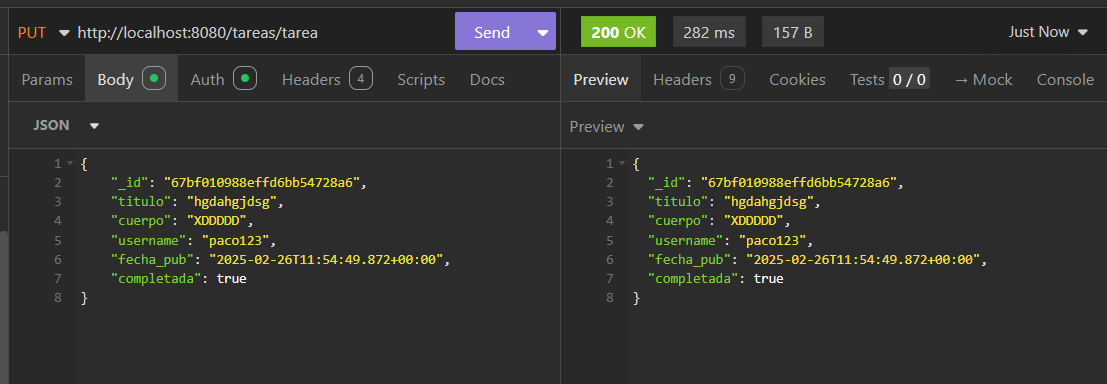 PUT http://localhost:8080/tareas/tarea Send 200 OK 282 ms 157 B Just Now
Params Body Auth Headers 4 Scripts Docs Preview Headers 9 Cookies Tests 0 / 0 → Mock Console
JSON Preview
1 {
2 "_id": "67bf010988effd6bb54728a6",
3 "titulo": "hgdahgjdsg",
4 "cuerpo": "XDDDDD",
5 "username": "paco123",
6 "fecha_pub": "2025-02-26T11:54:49.872+00:00",
7 "completada": true
8 }
1 {
2 "_id": "67bf010988effd6bb54728a6",
3 "titulo": "hgdahgjdsg",
4 "cuerpo": "XDDDDD",
5 "username": "paco123",
6 "fecha_pub": "2025-02-26T11:54:49.872+00:00",
7 "completada": true
8 }